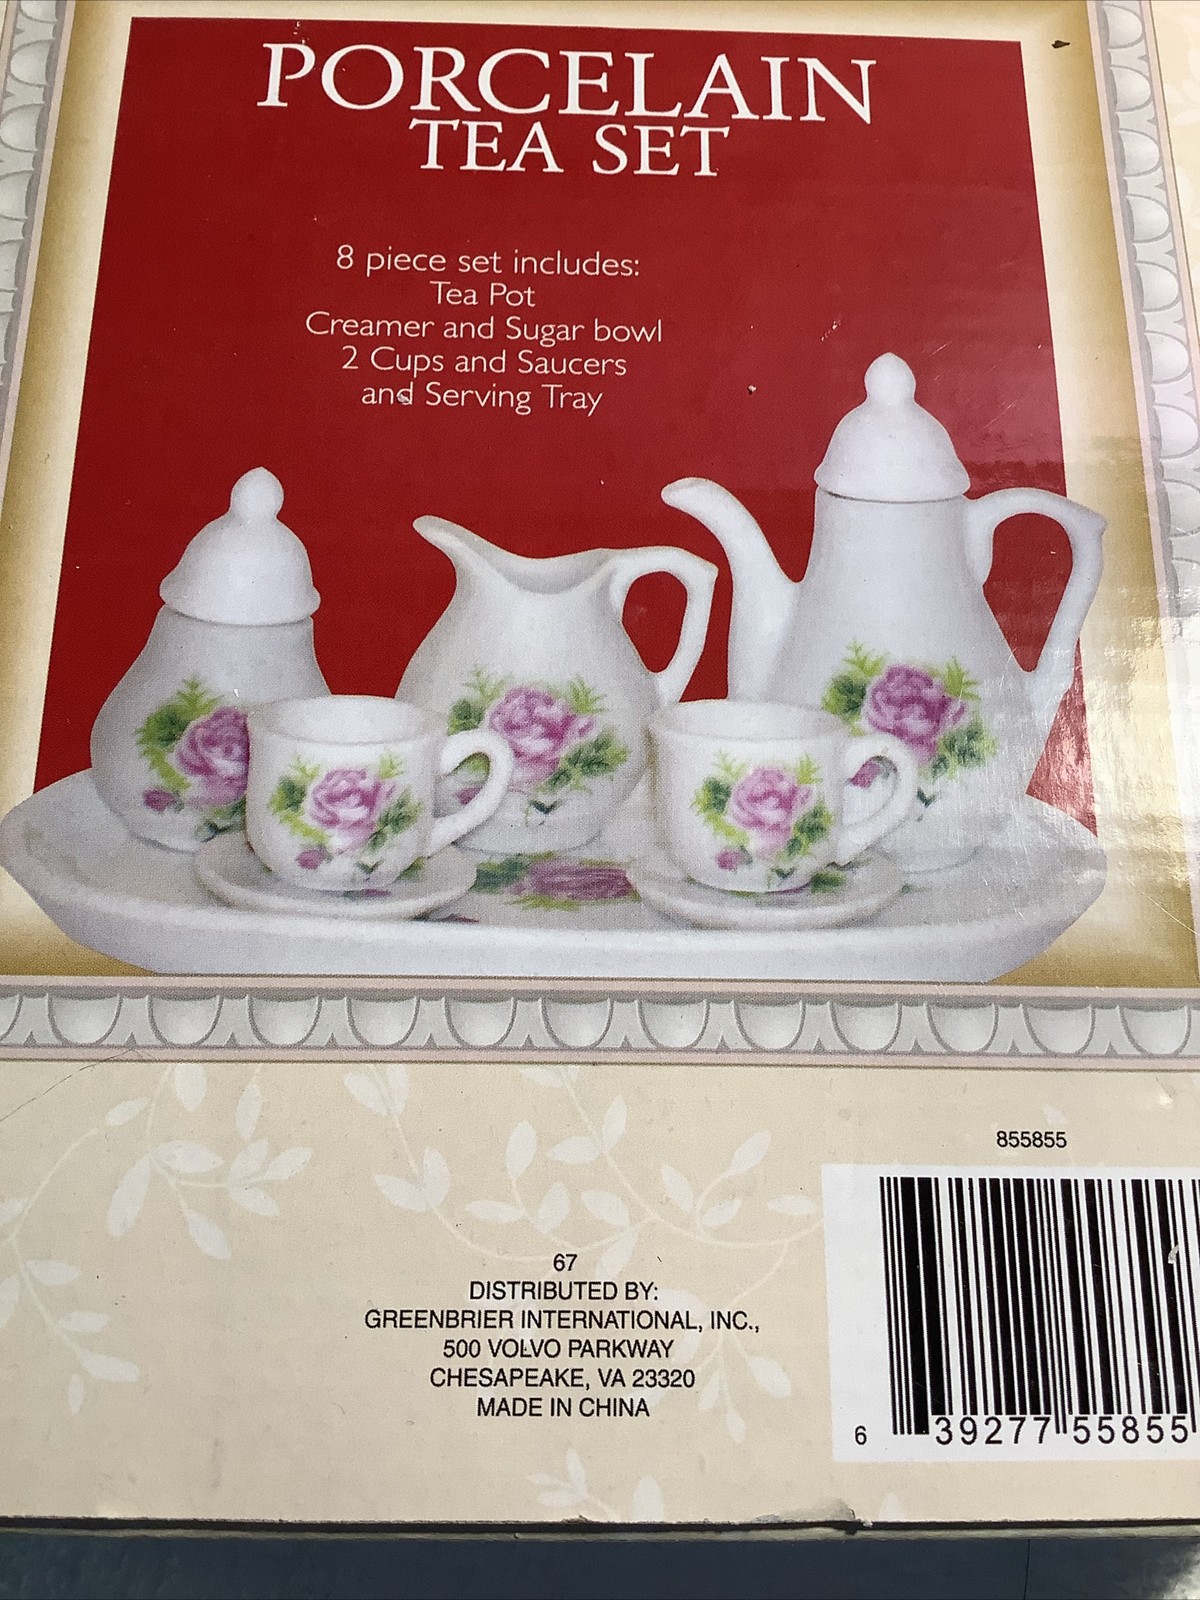 PORCELAIN
TEA SET
8 piece set includes:
Tea Pot
Creamer and Sugar bowl
2 Cups and Saucers
and Serving Tray
855855
67
DISTRIBUTED BY:
GREENBRIER INTERNATIONAL, INC.,
500 VOLVO PARKWAY
CHESAPEAKE, VA 23320
MADE IN CHINA
6 39277 55855